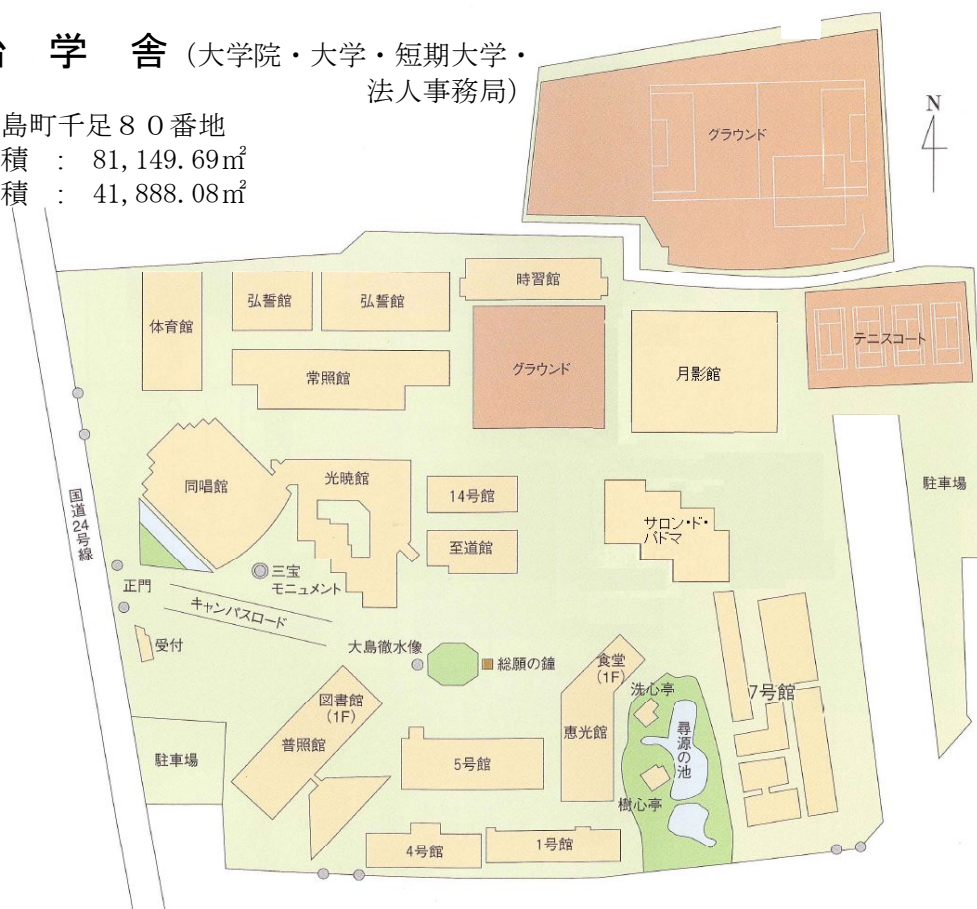 学 舎 (大学院・大学・短期大学・
法人事務局)
島町千足８０番地
積 : 81,149.69㎡
積 : 41,888.08㎡
N
グラウンド
時習館
弘誓館
弘誓館
体育館
テニスコート
グラウンド
月影館
常照館
光暁館
同唱館
14号館
駐車場
国道24号線
サロン・ド・
パドマ
至道館
三宝
モニュメント
正門
キャンパスロード
受付
大島徹水像
総願の鐘
食堂
(1F)
洗心亭
7号館
図書館
(1F)
恵光館
尋源の池
普照館
駐車場
5号館
樹心亭
4号館
1号館